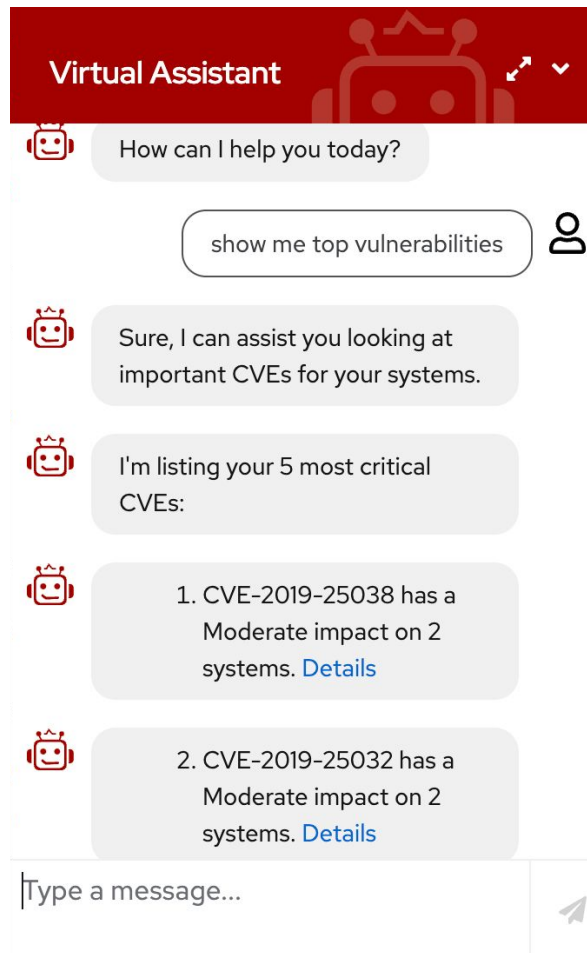 Virtual Assistant
How can I help you today?
show me top vulnerabilities
Sure, I can assist you looking at
important CVEs for your systems.
I'm listing your 5 most critical
CVEs:
1. CVE-2019-25038 has a
Moderate impact on 2
systems. Details
2. CVE-2019-25032 has a
Moderate impact on 2
systems. Details
Type a message...